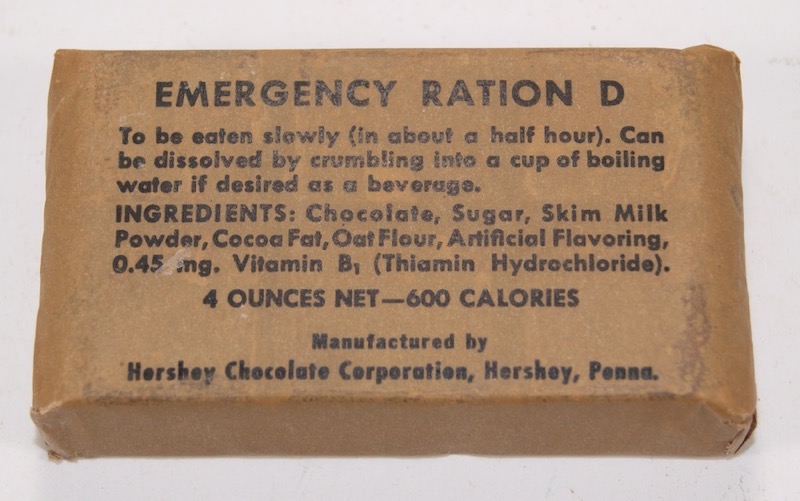 EMERGENCY RATION D
To be eaten slowly (in about a half hour). Can
be dissolved by crumbling into a cup of boiling
water if desired as a beverage.
INGREDIENTS: Chocolate, Sugar, Skim Milk
Powder, Cocoa Fat, Oat Flour, Artificial Flavoring,
0.45 mg. Vitamin B₁ (Thiamin Hydrochloride).
4 OUNCES NET—600 CALORIES
Manufactured by
Hershey Chocolate Corporation, Hershey, Penna.